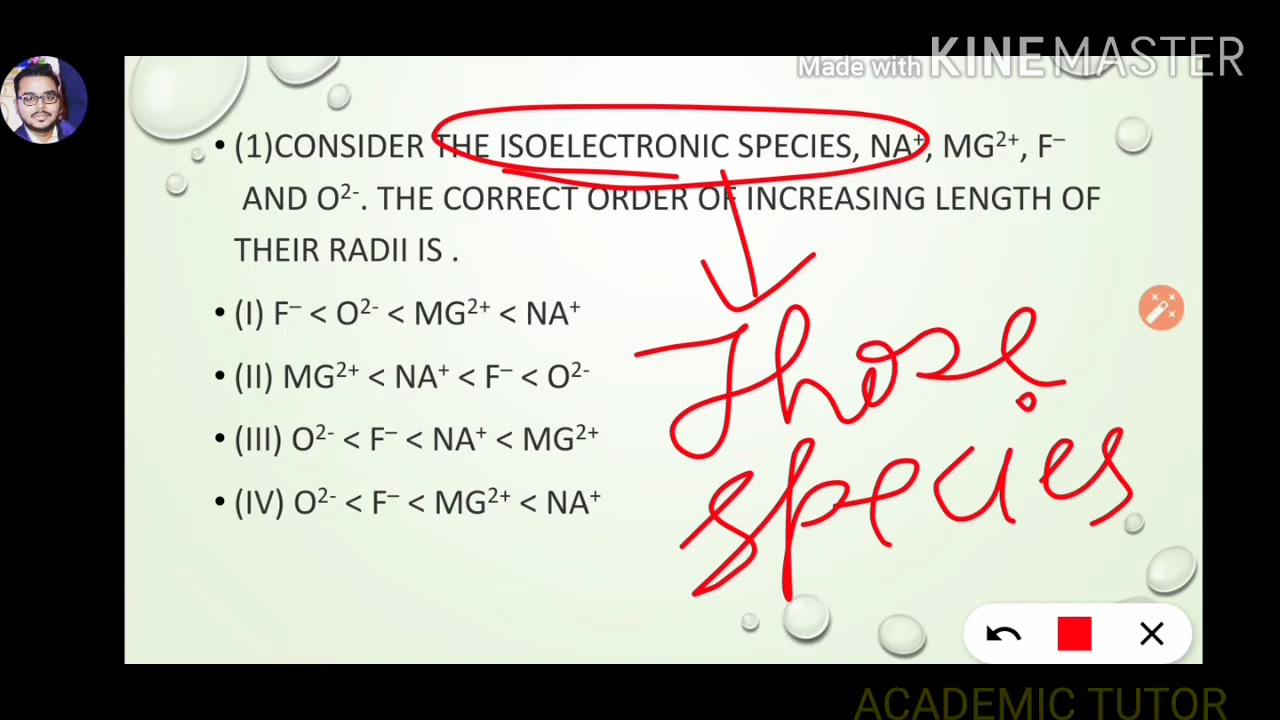 Made with KINEMASTER
• (1)CONSIDER THE ISOELECTRONIC SPECIES, NA⁺, MG²⁺, F⁻
AND O²⁻. THE CORRECT ORDER OF INCREASING LENGTH OF
THEIR RADII IS .
• (I) F⁻ < O²⁻ < MG²⁺ < NA⁺
• (II) MG²⁺ < NA⁺ < F⁻ < O²⁻
• (III) O²⁻ < F⁻ < NA⁺ < MG²⁺
• (IV) O²⁻ < F⁻ < MG²⁺ < NA⁺
Those
species
ACADEMIC TUTOR